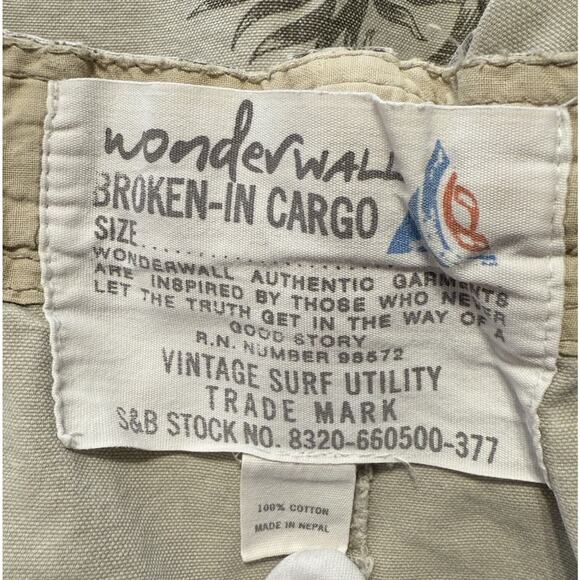 wonderWALL
BROKEN-IN CARGO
SIZE....................
WONDERWALL AUTHENTIC GARMENTS
ARE INSPIRED BY THOSE WHO NEVER
LET THE TRUTH GET IN THE WAY OF A
GOOD STORY
R.N. NUMBER 98572
VINTAGE SURF UTILITY
TRADE MARK
S&B STOCK NO. 8320-660500-377
100% COTTON
MADE IN NEPAL